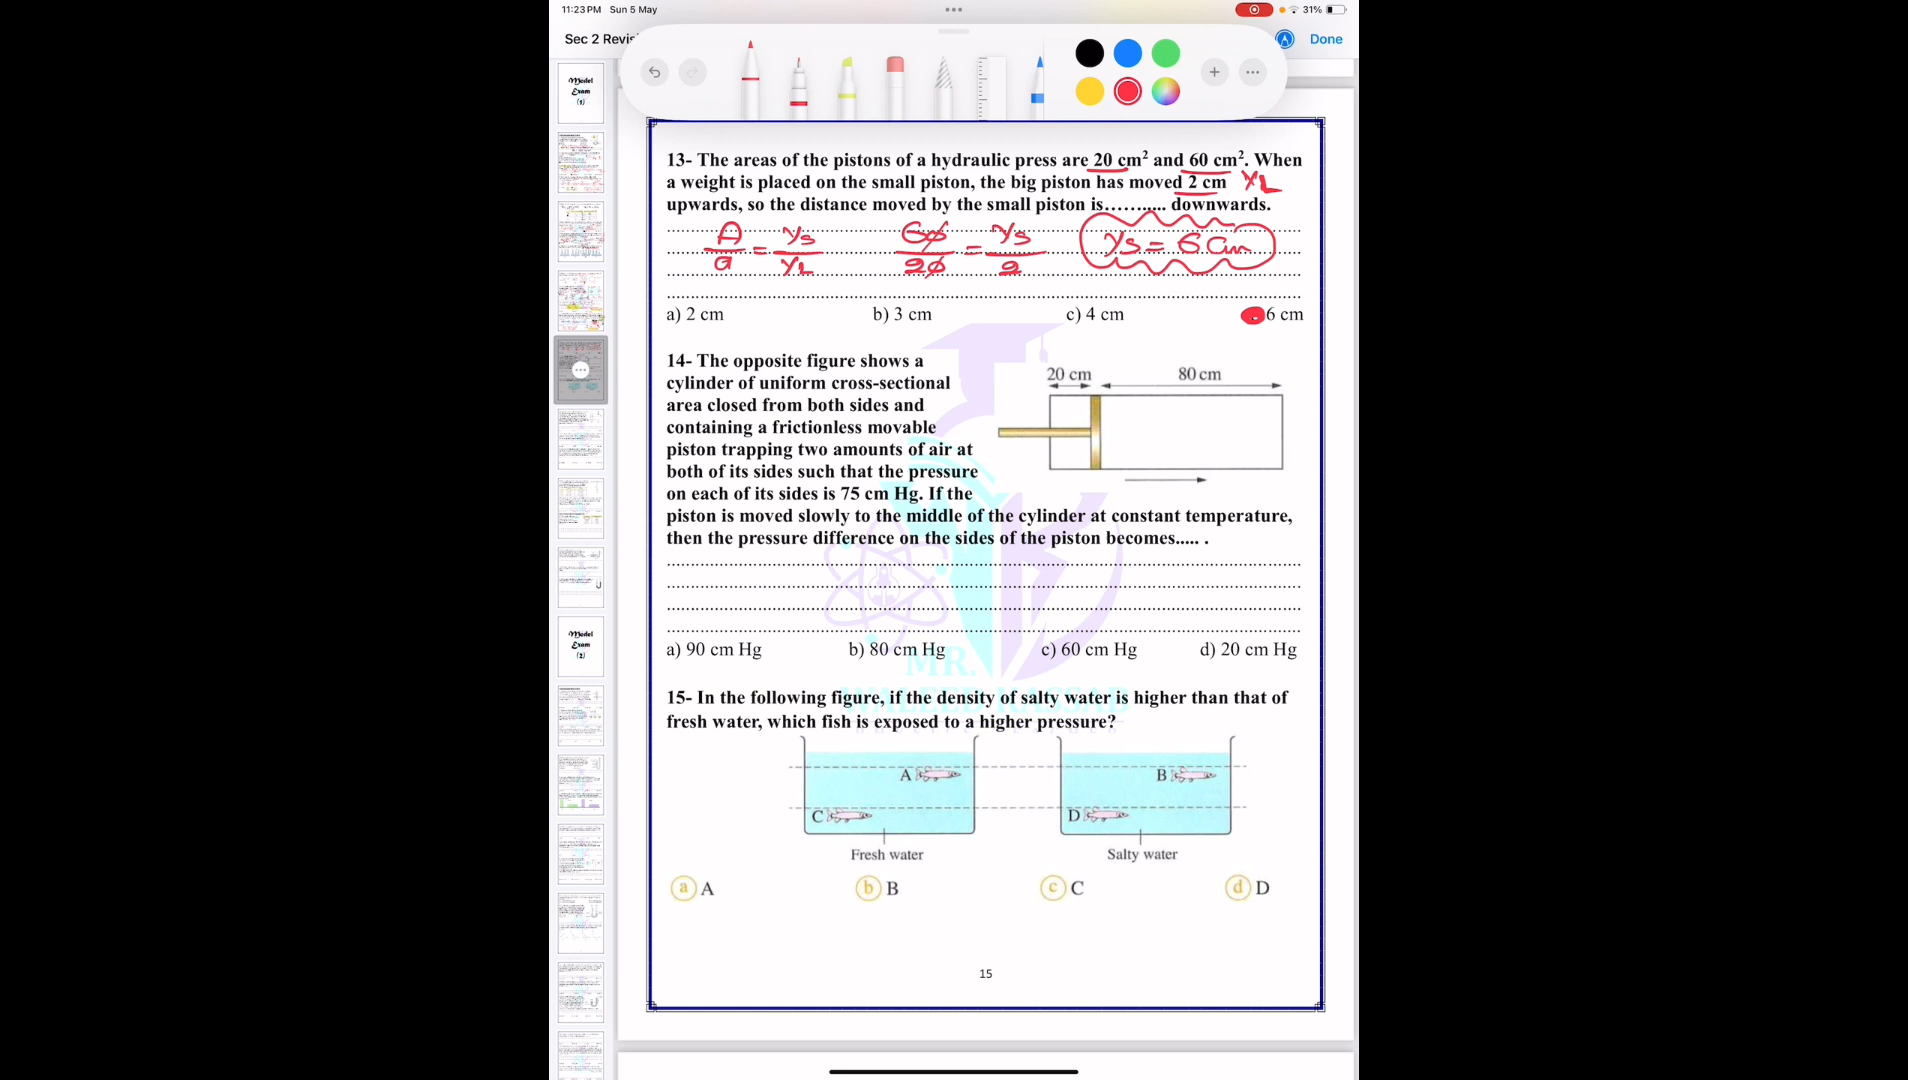 11:23 PM Sun 5 May
31%
Sec 2 Revis
Done
Model
Exam
(1)
Model
Exam
(2)
13- The areas of the pistons of a hydraulic press are 20 cm² and 60 cm². When
a weight is placed on the small piston, the big piston has moved 2 cm yL
upwards, so the distance moved by the small piston is……..... downwards.
A/a = ys/yL 60/20 = ys/2 ys = 6 cm
a) 2 cm b) 3 cm c) 4 cm 6 cm
14- The opposite figure shows a
cylinder of uniform cross-sectional
area closed from both sides and
containing a frictionless movable
piston trapping two amounts of air at
both of its sides such that the pressure
on each of its sides is 75 cm Hg. If the
piston is moved slowly to the middle of the cylinder at constant temperature,
then the pressure difference on the sides of the piston becomes..... .
20 cm 80 cm
a) 90 cm Hg b) 80 cm Hg c) 60 cm Hg d) 20 cm Hg
MR.
WALEED KASSAB
15- In the following figure, if the density of salty water is higher than that of
fresh water, which fish is exposed to a higher pressure?
A B
C D
Fresh water Salty water
a A b B c C d D
15